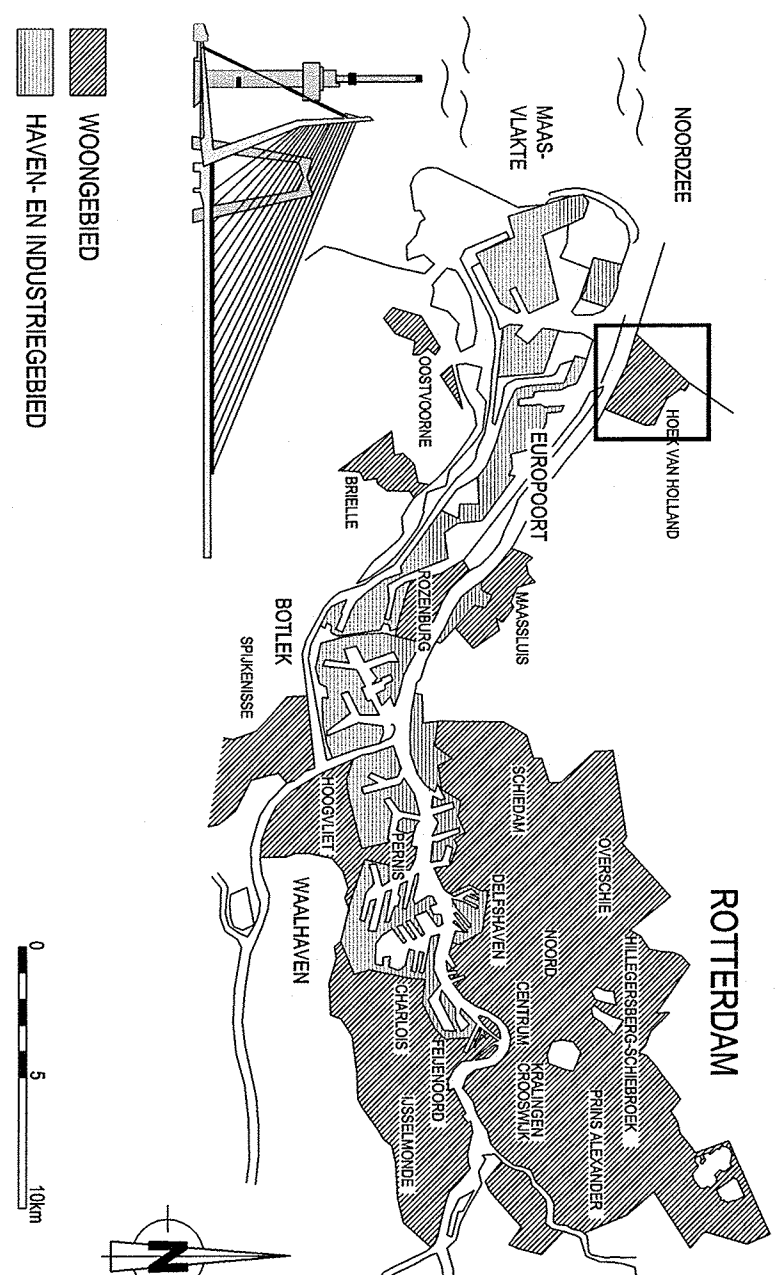 ROTTERDAM
NOORDZEE
HOEK VAN HOLLAND
MAAS-
VLAKTE
EUROPOORT
OOSTVOORNE
BRIELLE
MAASSLUIS
ROZENBURG
BOTLEK
SPIJKENISSE
HOOGVLIET
PERNIS
SCHIEDAM
OVERSCHIE
HILLEGERSBERG-SCHIEBROEK
NOORD
DELFSHAVEN
CENTRUM
KRALINGEN
CROOSWIJK
PRINS ALEXANDER
WAALHAVEN
CHARLOIS
FEIJENOORD
IJSSELMONDE
WOONGEBIED
HAVEN- EN INDUSTRIEGEBIED
0 5 10km
N